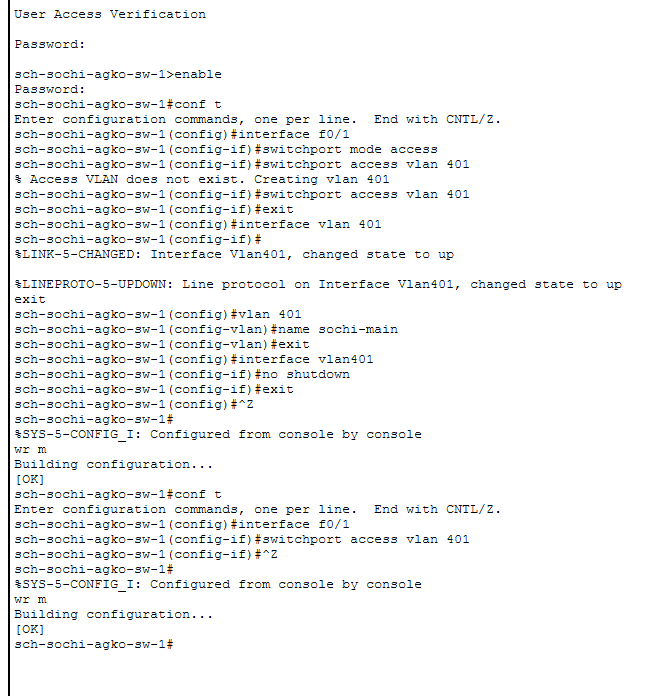 User Access Verification
Password:
sch-sochi-agko-sw-1>enable
Password:
sch-sochi-agko-sw-1#conf t
Enter configuration commands, one per line.  End with CNTL/Z.
sch-sochi-agko-sw-1(config)#interface f0/1
sch-sochi-agko-sw-1(config-if)#switchport mode access
sch-sochi-agko-sw-1(config-if)#switchport access vlan 401
% Access VLAN does not exist. Creating vlan 401
sch-sochi-agko-sw-1(config-if)#switchport access vlan 401
sch-sochi-agko-sw-1(config-if)#exit
sch-sochi-agko-sw-1(config)#interface vlan 401
sch-sochi-agko-sw-1(config-if)#
%LINK-5-CHANGED: Interface Vlan401, changed state to up
%LINEPROTO-5-UPDOWN: Line protocol on Interface Vlan401, changed state to up
exit
sch-sochi-agko-sw-1(config)#vlan 401
sch-sochi-agko-sw-1(config-vlan)#name sochi-main
sch-sochi-agko-sw-1(config-vlan)#exit
sch-sochi-agko-sw-1(config)#interface vlan401
sch-sochi-agko-sw-1(config-if)#no shutdown
sch-sochi-agko-sw-1(config-if)#exit
sch-sochi-agko-sw-1(config)#^Z
sch-sochi-agko-sw-1#
%SYS-5-CONFIG_I: Configured from console by console
wr m
Building configuration...
[OK]
sch-sochi-agko-sw-1#conf t
Enter configuration commands, one per line.  End with CNTL/Z.
sch-sochi-agko-sw-1(config)#interface f0/1
sch-sochi-agko-sw-1(config-if)#switchport access vlan 401
sch-sochi-agko-sw-1(config-if)#^Z
sch-sochi-agko-sw-1#
%SYS-5-CONFIG_I: Configured from console by console
wr m
Building configuration...
[OK]
sch-sochi-agko-sw-1#